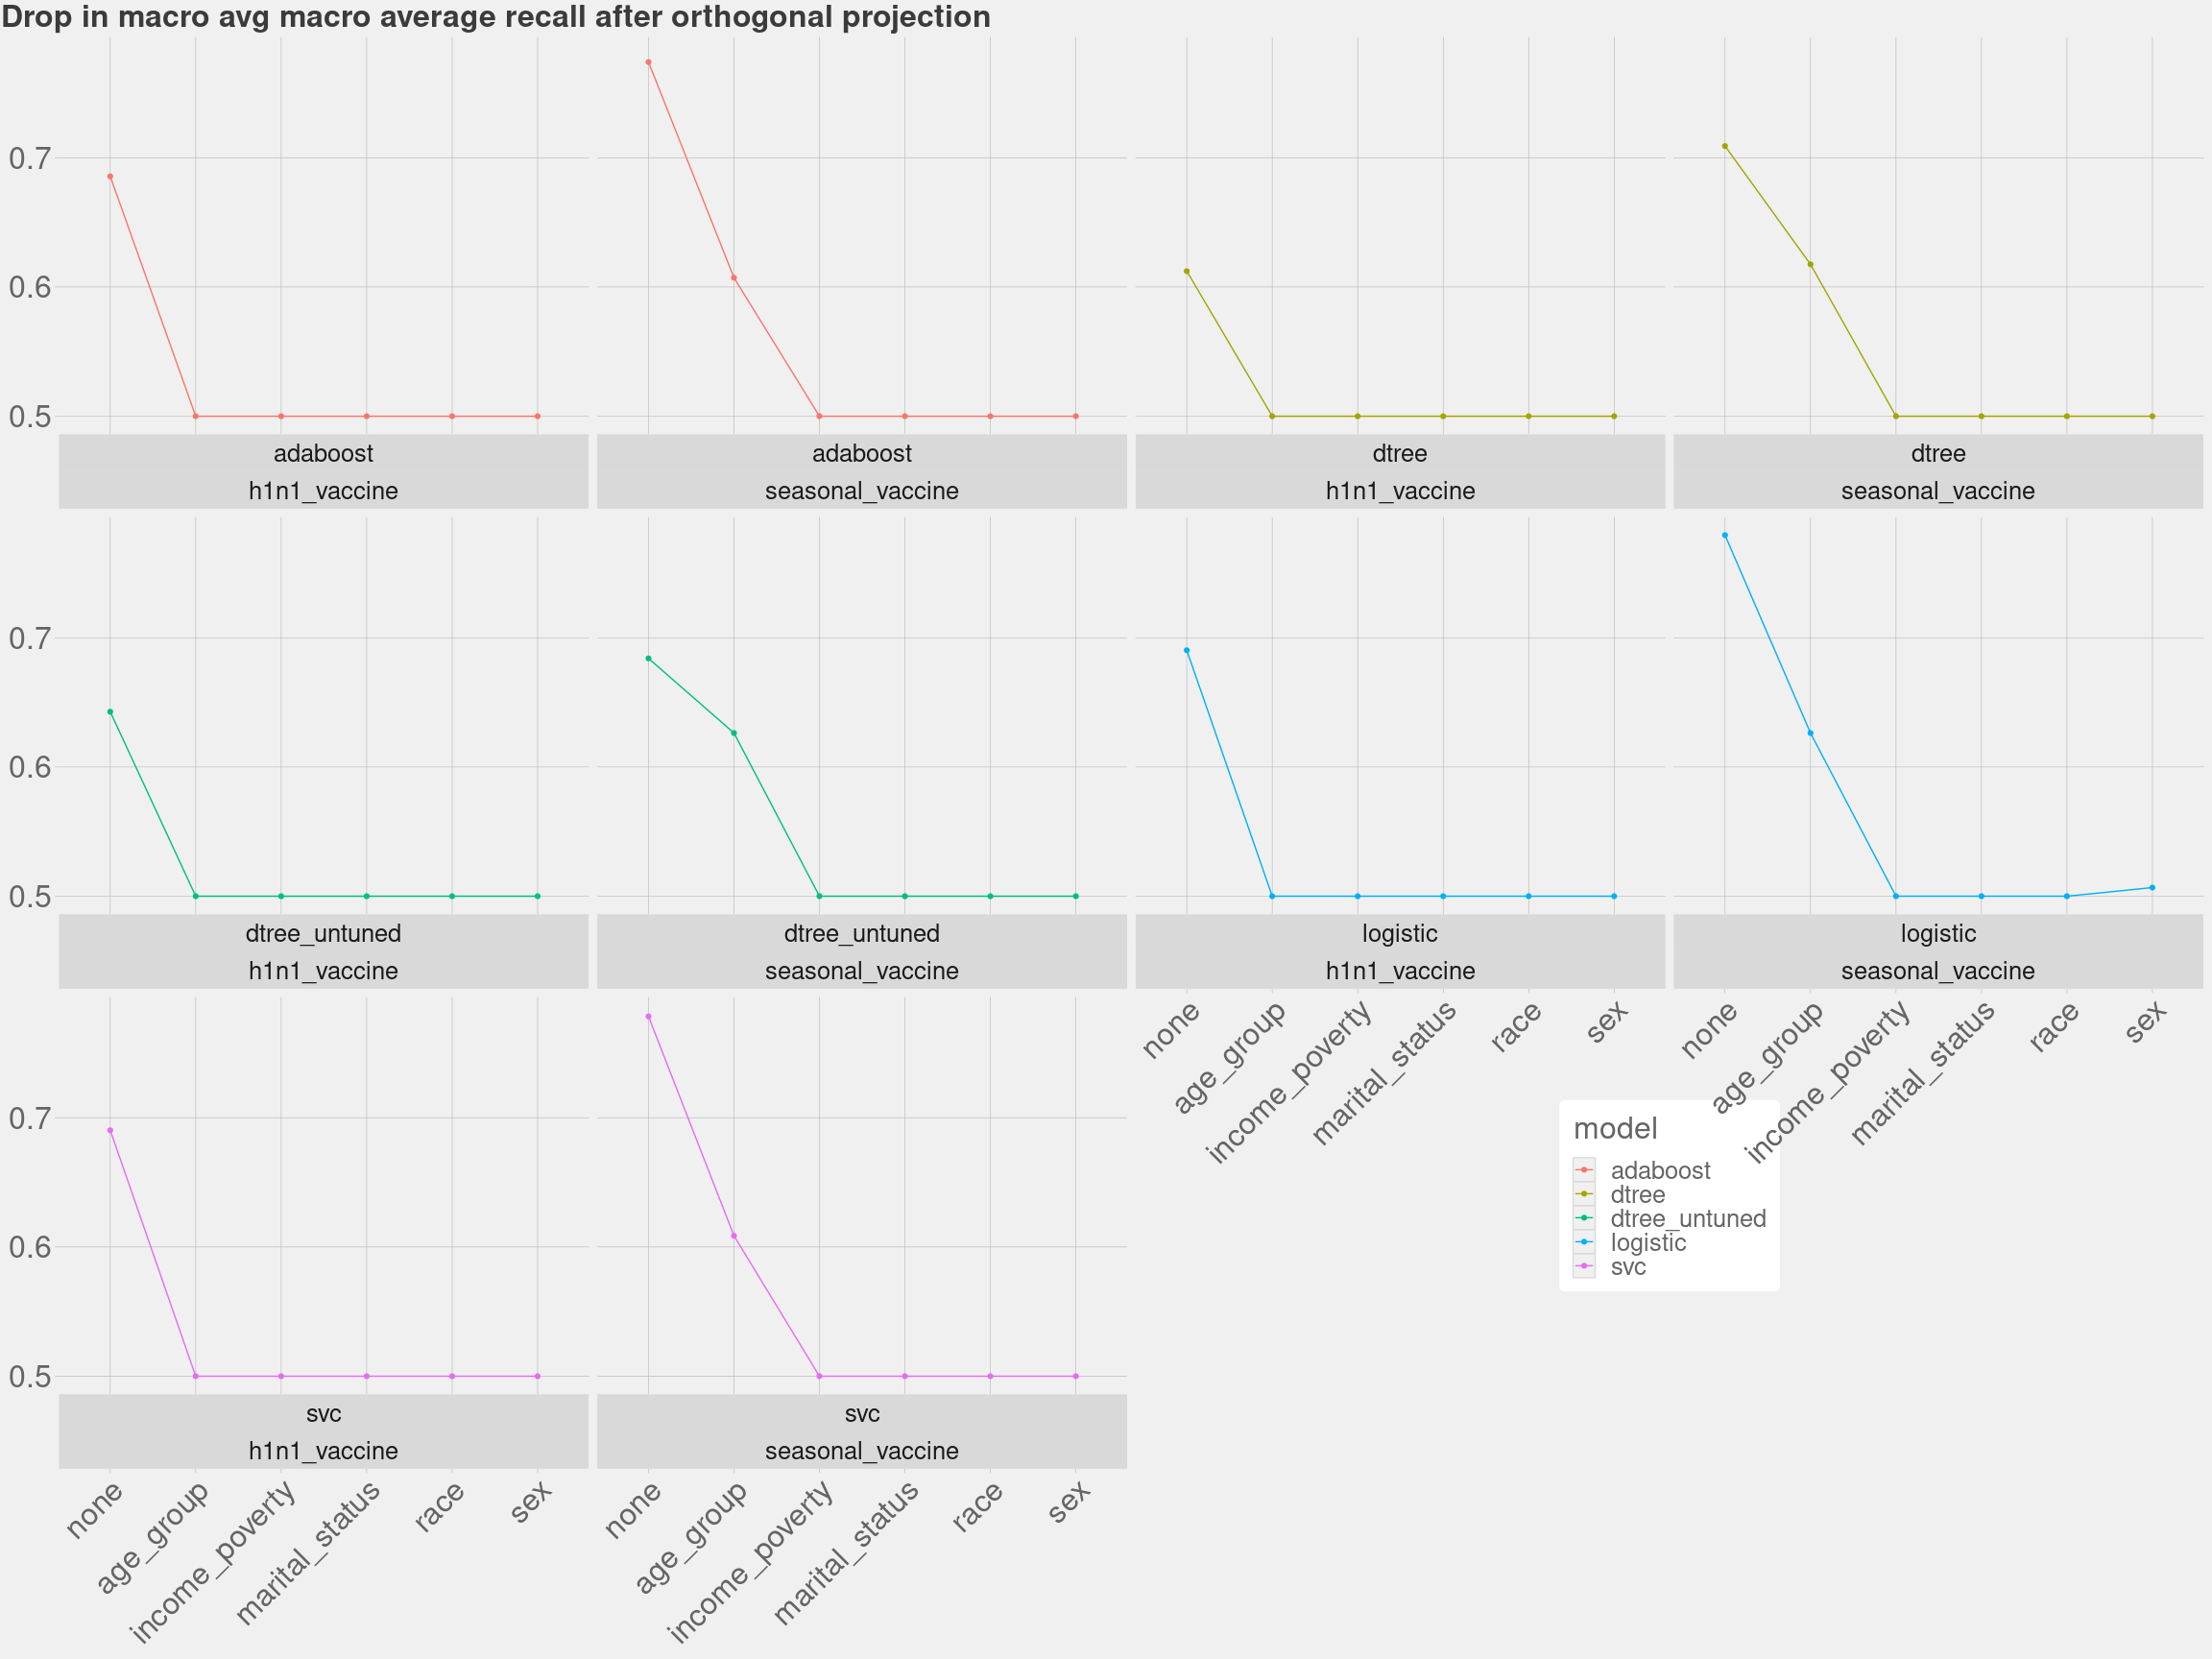 Drop in macro avg macro average recall after orthogonal projection
0.7
0.6
0.5
adaboost
h1n1_vaccine
adaboost
seasonal_vaccine
dtree
h1n1_vaccine
dtree
seasonal_vaccine
0.7
0.6
0.5
dtree_untuned
h1n1_vaccine
dtree_untuned
seasonal_vaccine
logistic
h1n1_vaccine
logistic
seasonal_vaccine
none
age_group
income_poverty
marital_status
race
sex
none
age_group
income_poverty
marital_status
race
sex
0.7
0.6
0.5
svc
h1n1_vaccine
svc
seasonal_vaccine
none
age_group
income_poverty
marital_status
race
sex
none
age_group
income_poverty
marital_status
race
sex
model
adaboost
dtree
dtree_untuned
logistic
svc